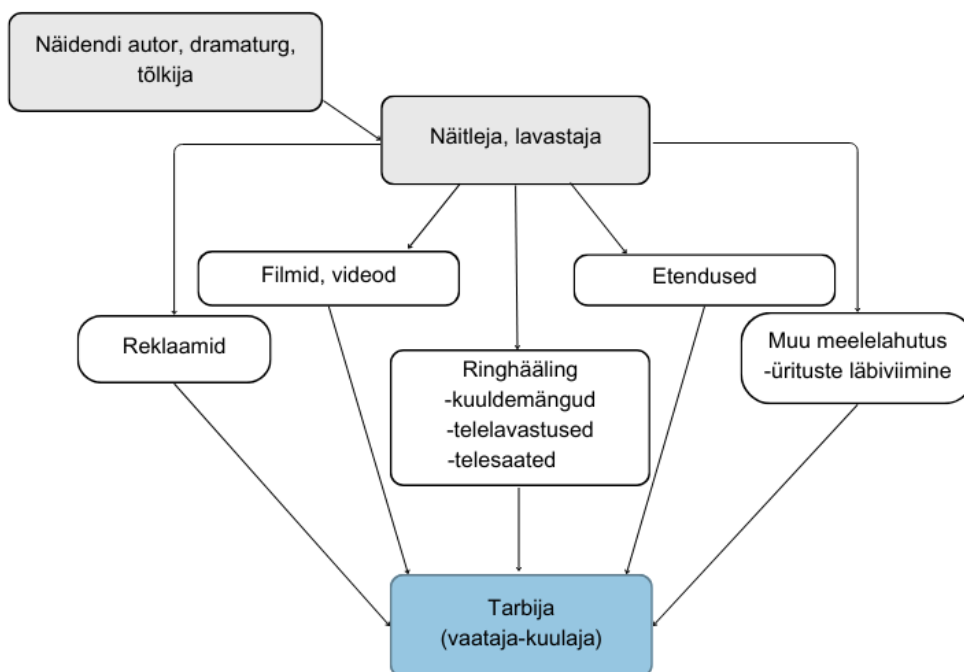 Näidendi autor, dramaturg,
tõlkija
Näitleja, lavastaja
Filmid, videod
Etendused
Reklaamid
Muu meelelahutus
-ürituste läbiviimine
Ringhääling
-kuuldemängud
-telelavastused
-telesaated
Tarbija
(vaataja-kuulaja)